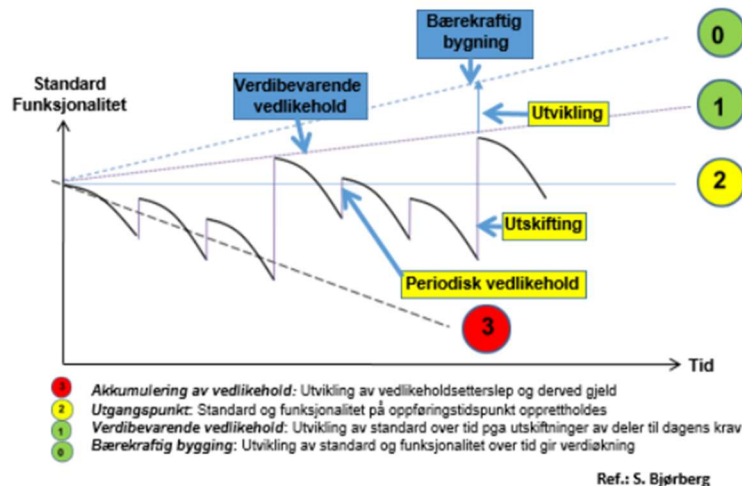 0
Bærekraftig
bygning
Standard
Funksjonalitet
Verdibevarende
vedlikehold
1
Utvikling
2
Utskifting
Periodisk vedlikehold
3
Tid
3 Akkumulering av vedlikehold: Utvikling av vedlikeholdsetterslep og derved gjeld
2 Utgangspunkt: Standard og funksjonalitet på oppføringstidspunkt opprettholdes
1 Verdibevarende vedlikehold: Utvikling av standard over tid pga utskiftninger av deler til dagens krav
0 Bærekraftig bygging: Utvikling av standard og funksjonalitet over tid gir verdiøkning
Ref.: S. Bjørberg